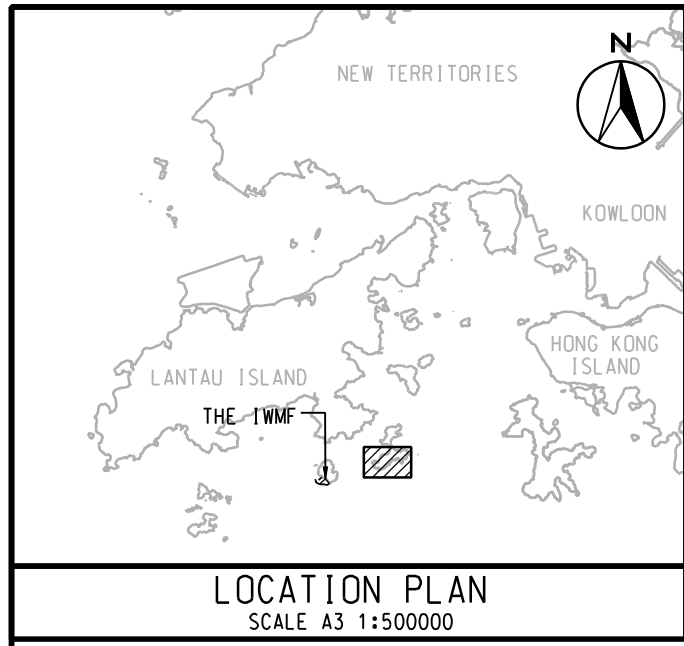 N
NEW TERRITORIES
KOWLOON
HONG KONG
ISLAND
LANTAU ISLAND
THE IWMF
LOCATION PLAN
SCALE A3 1:500000